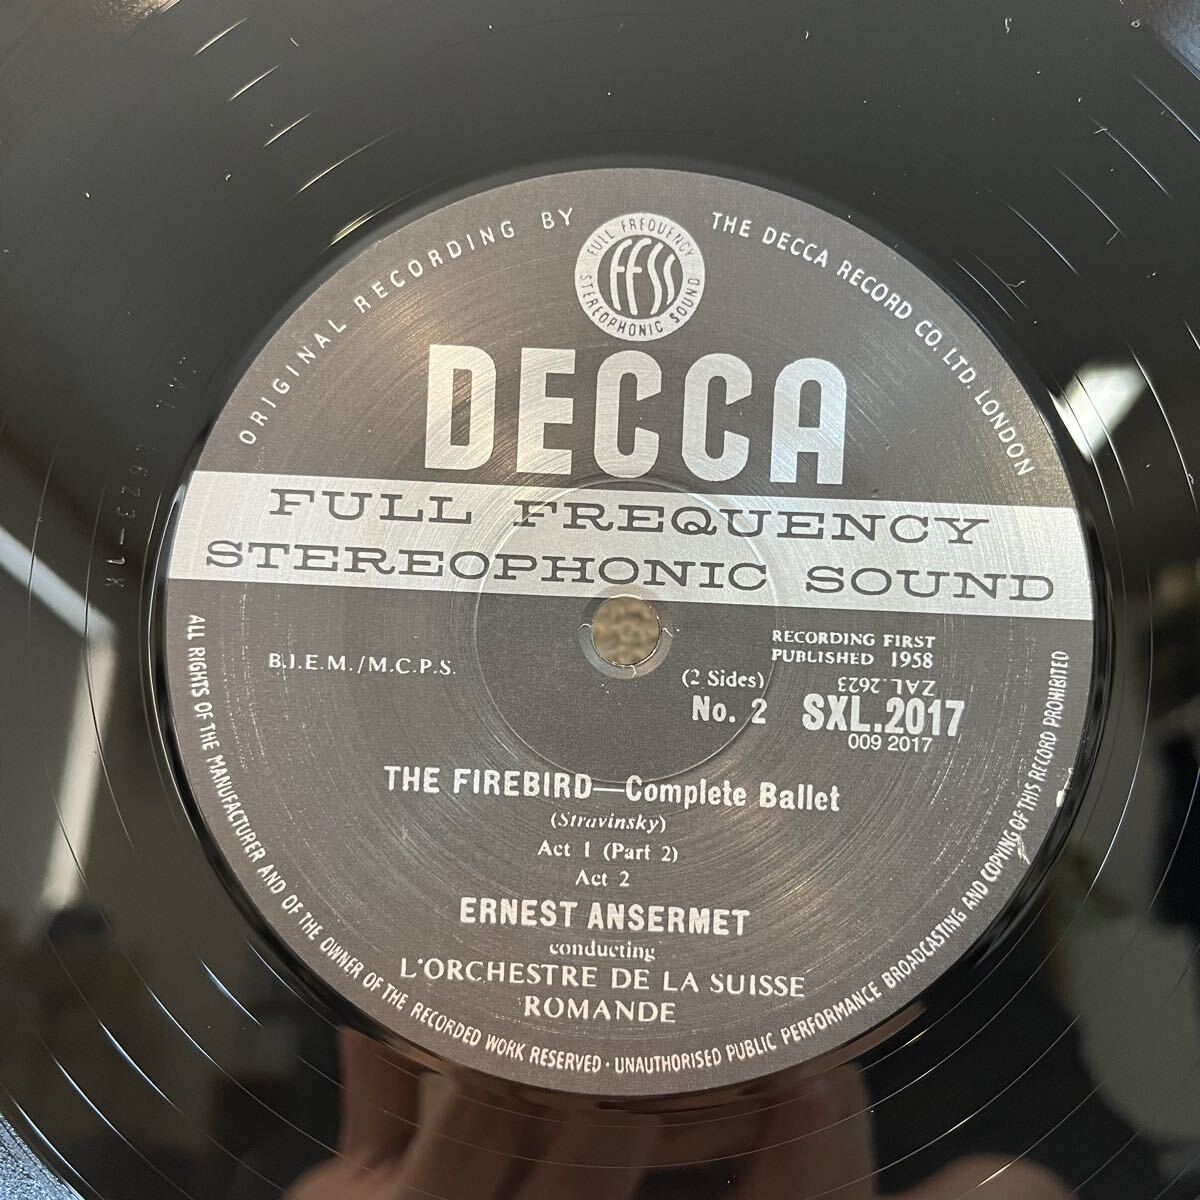 ORIGINAL RECORDING BY
THE DECCA RECORD CO. LTD. LONDON
FULL FREQUENCY
FFSS
STEREOPHONIC SOUND
DECCA
FULL FREQUENCY
STEREOPHONIC SOUND
B.I.E.M./M.C.P.S.
RECORDING FIRST
PUBLISHED 1958
(2 Sides)
ZAL.2623
No. 2
SXL.2017
009 2017
THE FIREBIRD—Complete Ballet
(Stravinsky)
Act 1 (Part 2)
Act 2
ERNEST ANSERMET
conducting
L'ORCHESTRE DE LA SUISSE
ROMANDE
ALL RIGHTS OF THE MANUFACTURER AND OF THE OWNER OF THE RECORDED WORK RESERVED · UNAUTHORISED PUBLIC PERFORMANCE BROADCASTING AND COPYING OF THIS RECORD PROHIBITED